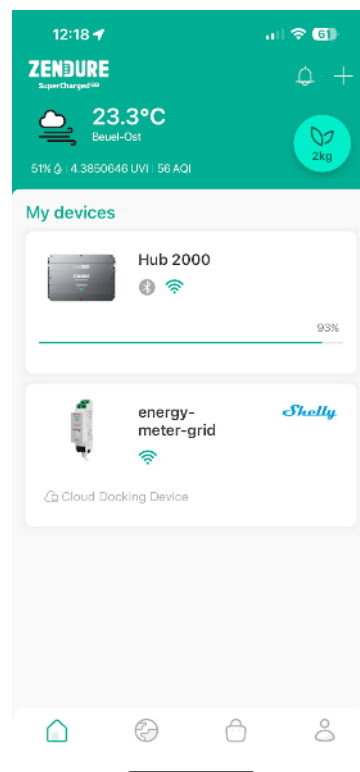 12:18
61
ZENDURE
SuperCharged
23.3°C
Beuel-Ost
2kg
51% | 4.3850646 UVI | 56 AQI
My devices
Hub 2000
93%
energy-
meter-grid
Shelly
Cloud Docking Device